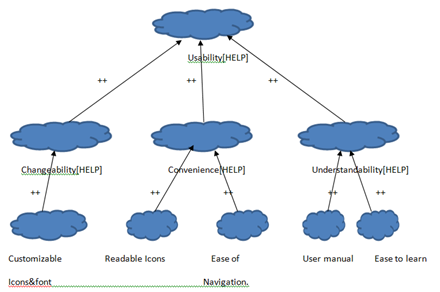 Usability[HELP]
++ ++ ++
Changeability[HELP] Convenience[HELP] Understandability[HELP]
++ ++ ++ ++ ++
Customizable Readable Icons Ease of User manual Ease to learn
Icons&font Navigation.